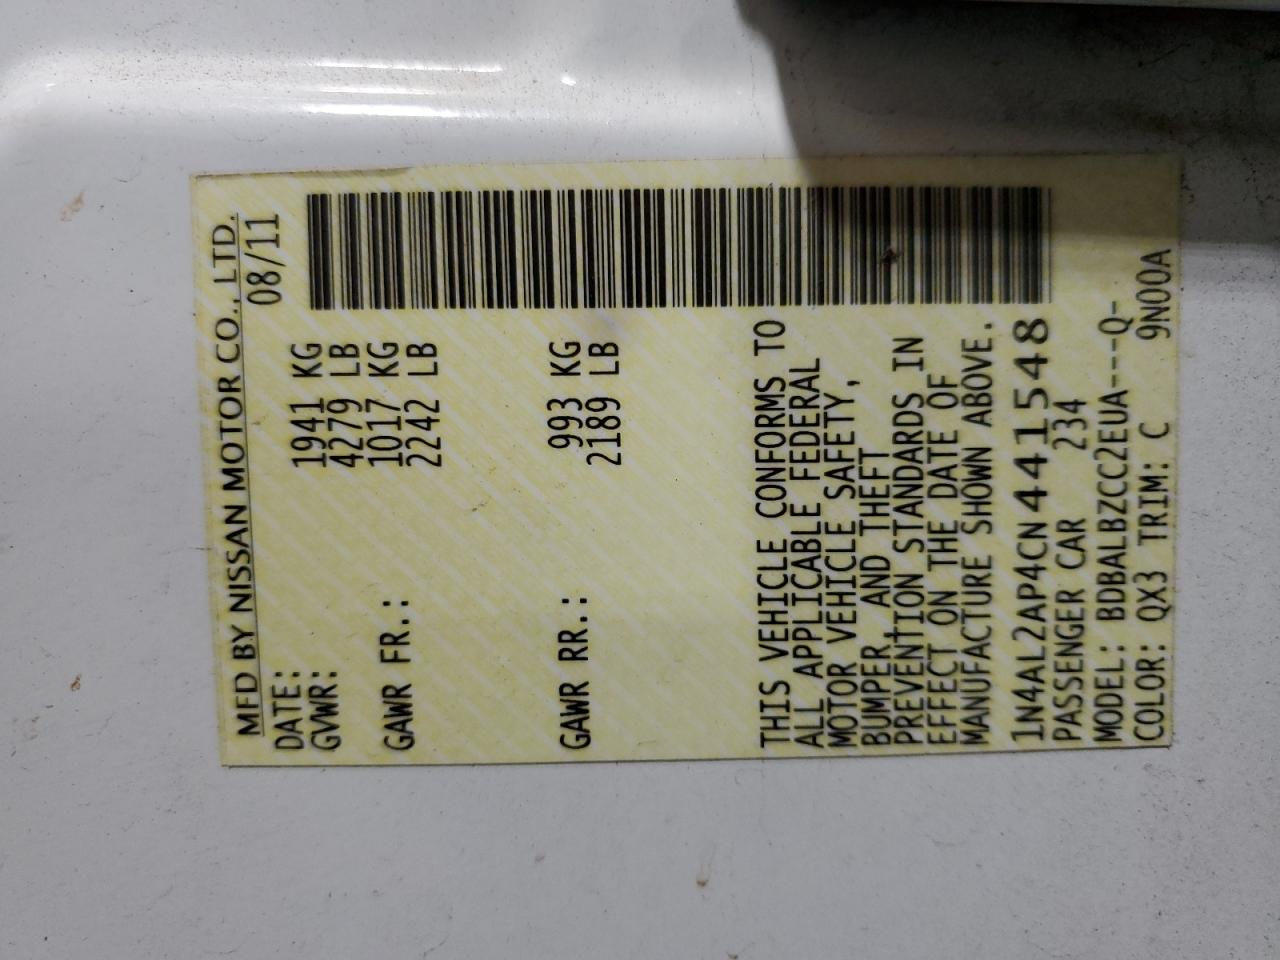 MFD BY NISSAN MOTOR CO., LTD.
DATE: 08/11
GVWR: 1941 KG
4279 LB
GAWR FR.: 1017 KG
2242 LB
GAWR RR.: 993 KG
2189 LB
THIS VEHICLE CONFORMS TO
ALL APPLICABLE FEDERAL
MOTOR VEHICLE SAFETY,
BUMPER, AND THEFT
PREVENTION STANDARDS IN
EFFECT ON THE DATE OF
MANUFACTURE SHOWN ABOVE.
1N4AL2AP4CN441548
PASSENGER CAR 234
MODEL: BDBALBZCC2EUA----Q-
COLOR: QX3 TRIM: C 9N00A